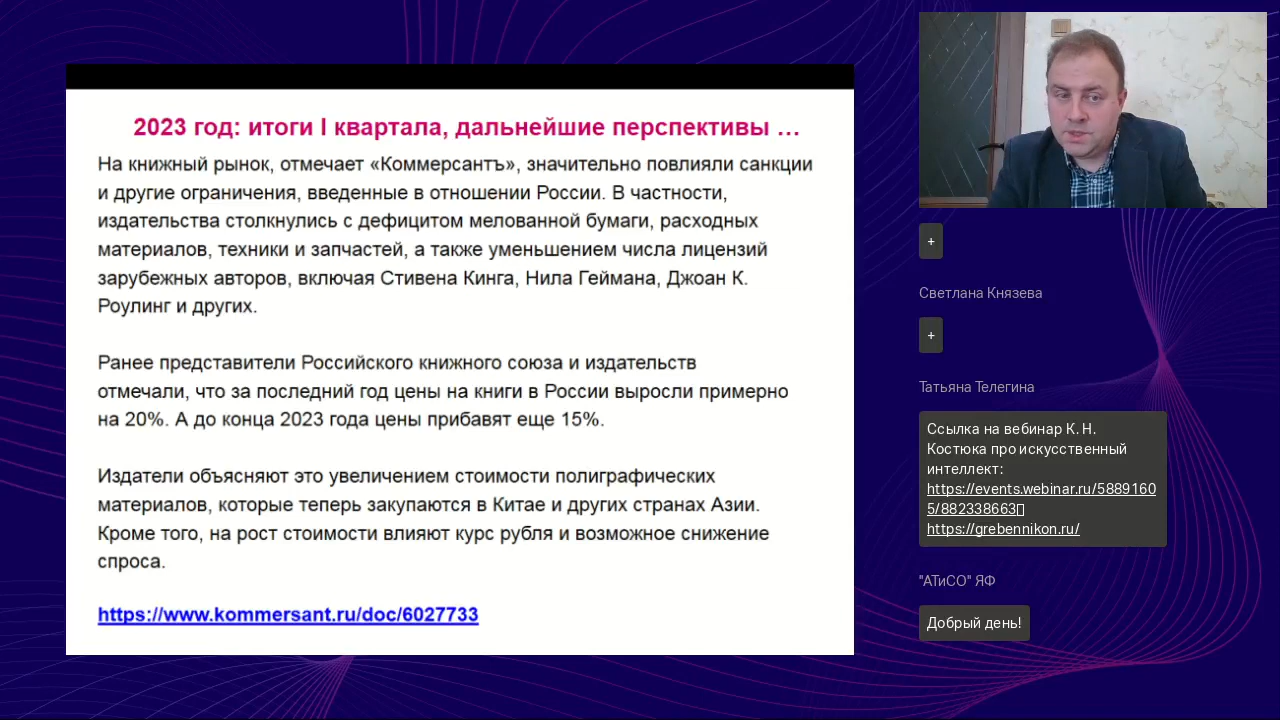 2023 год: итоги I квартала, дальнейшие перспективы …
На книжный рынок, отмечает «Коммерсантъ», значительно повлияли санкции
и другие ограничения, введенные в отношении России. В частности,
издательства столкнулись с дефицитом мелованной бумаги, расходных
материалов, техники и запчастей, а также уменьшением числа лицензий
зарубежных авторов, включая Стивена Кинга, Нила Геймана, Джоан К.
Роулинг и других.
Ранее представители Российского книжного союза и издательств
отмечали, что за последний год цены на книги в России выросли примерно
на 20%. А до конца 2023 года цены прибавят еще 15%.
Издатели объясняют это увеличением стоимости полиграфических
материалов, которые теперь закупаются в Китае и других странах Азии.
Кроме того, на рост стоимости влияют курс рубля и возможное снижение
спроса.
https://www.kommersant.ru/doc/6027733
+
Светлана Князева
+
Татьяна Телегина
Ссылка на вебинар К. Н.
Костюка про искусственный
интеллект:
https://events.webinar.ru/5889160
5/882338663
https://grebennikon.ru/
"АТиСО" ЯФ
Добрый день!